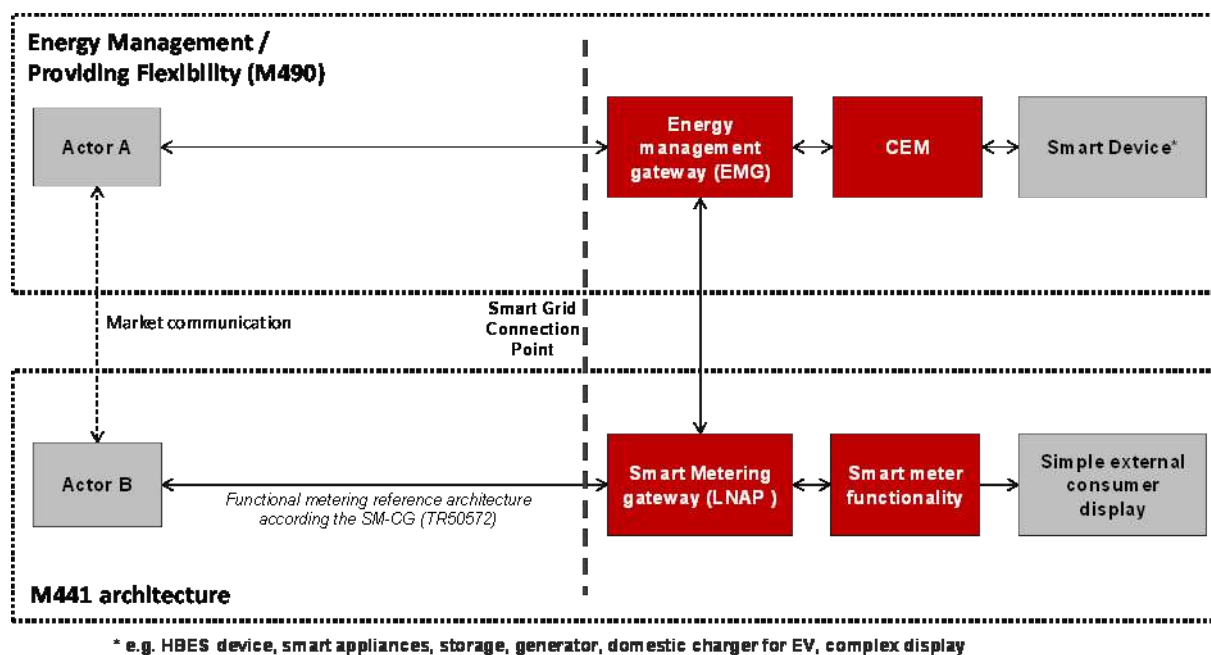 Energy Management /
Providing Flexibility (M490)
Actor A
Energy
management
gateway (EMG)
CEM
Smart Device*
Market communication
Smart Grid
Connection
Point
Actor B
Functional metering reference architecture
according the SM-CG (TR50572)
Smart Metering
gateway (LNAP )
Smart meter
functionality
Simple external
consumer
display
M441 architecture
* e.g. HBES device, smart appliances, storage, generator, domestic charger for EV, complex display